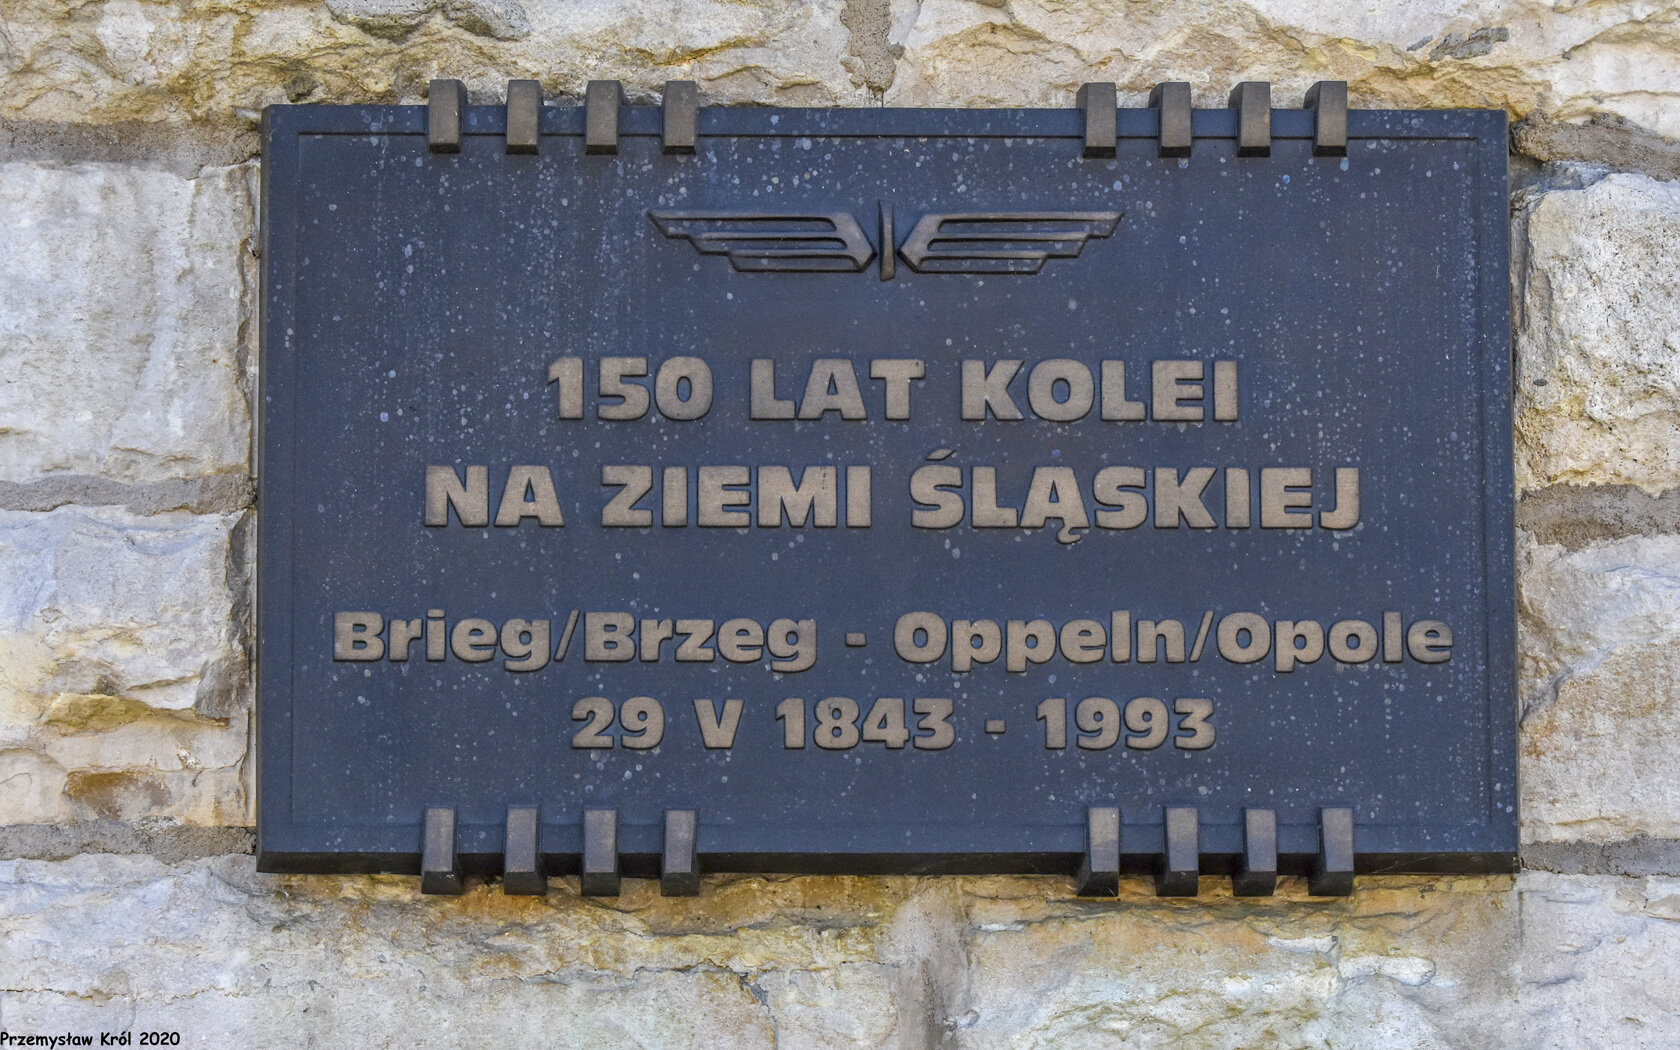 150 LAT KOLEI
NA ZIEMI ŚLĄSKIEJ
Brieg/Brzeg - Oppeln/Opole
29 V 1843 - 1993
Przemysław Król 2020